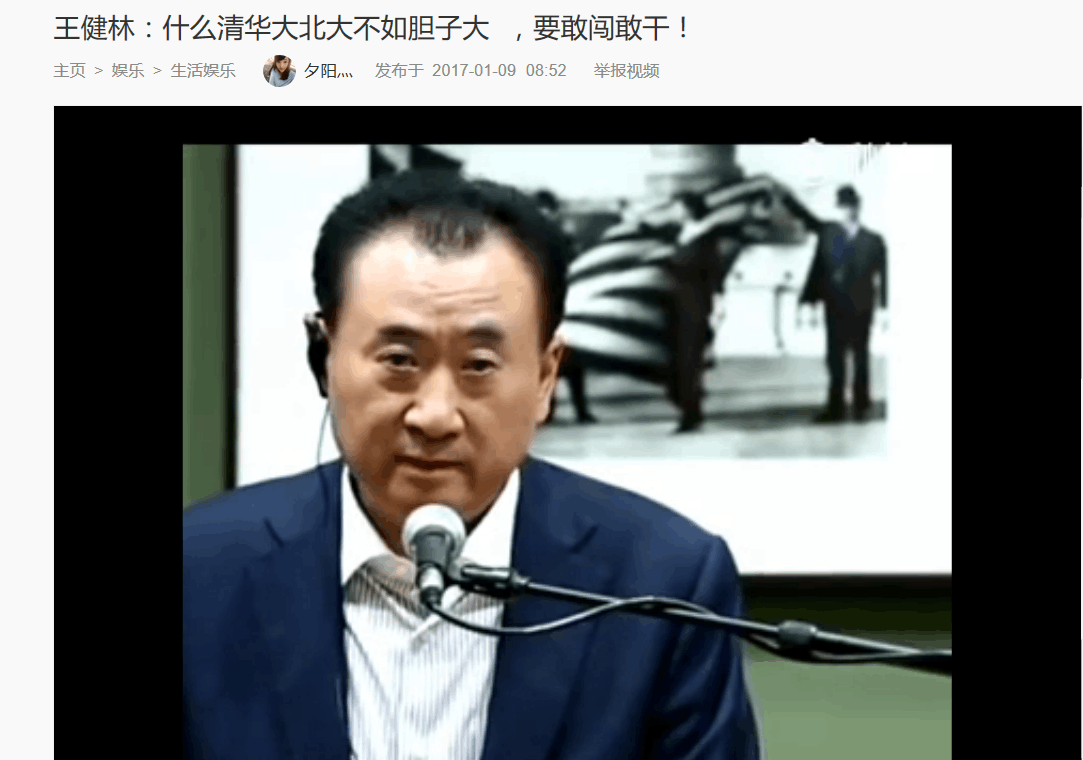 王健林：什么清华大北大不如胆子大 ，要敢闯敢干！
主页 > 娱乐 > 生活娱乐 夕阳灬 发布于 2017-01-09 08:52 举报视频